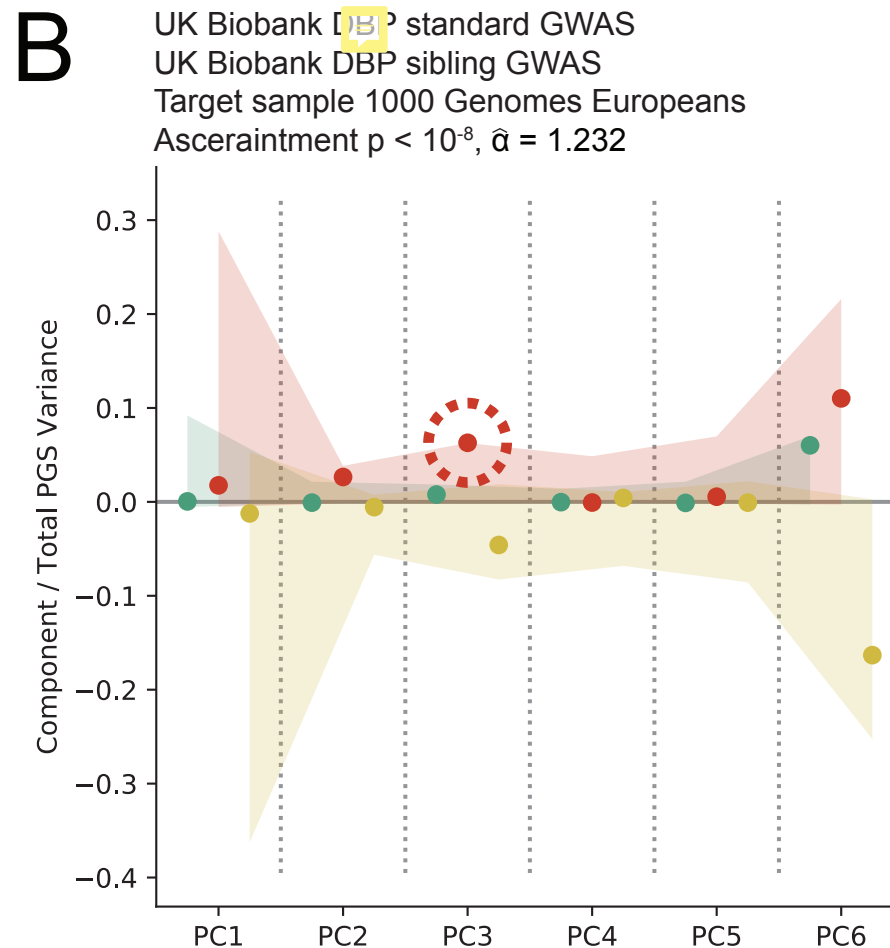 B
UK Biobank DBP standard GWAS
UK Biobank DBP sibling GWAS
Target sample 1000 Genomes Europeans
Asceraintment p < 10⁻⁸, α̂ = 1.232
Component / Total PGS Variance
0.3
0.2
0.1
0.0
−0.1
−0.2
−0.3
−0.4
PC1 PC2 PC3 PC4 PC5 PC6